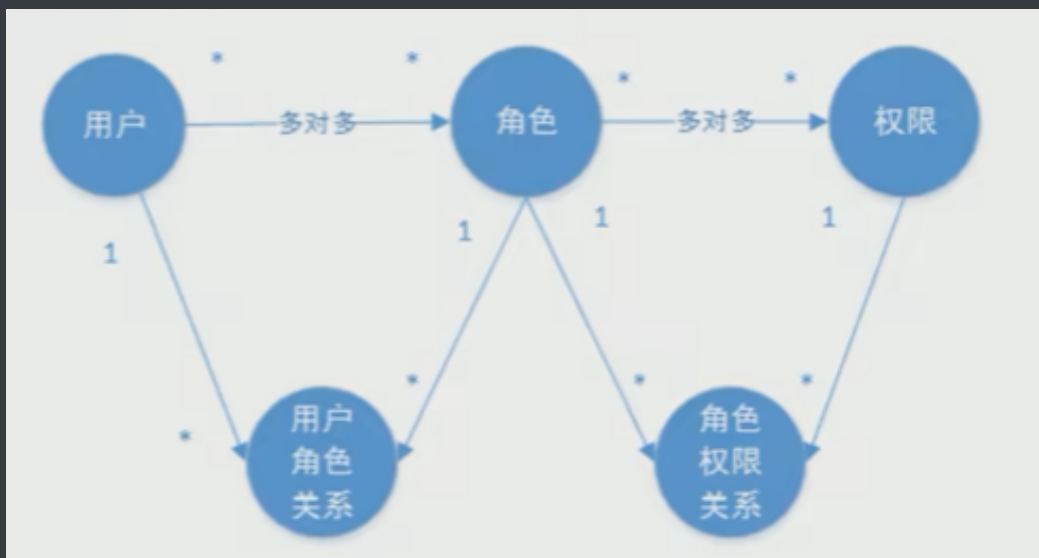 * * * *
用户 多对多 角色 多对多 权限
1 1 1 1
* * * *
用户
角色
关系
角色
权限
关系